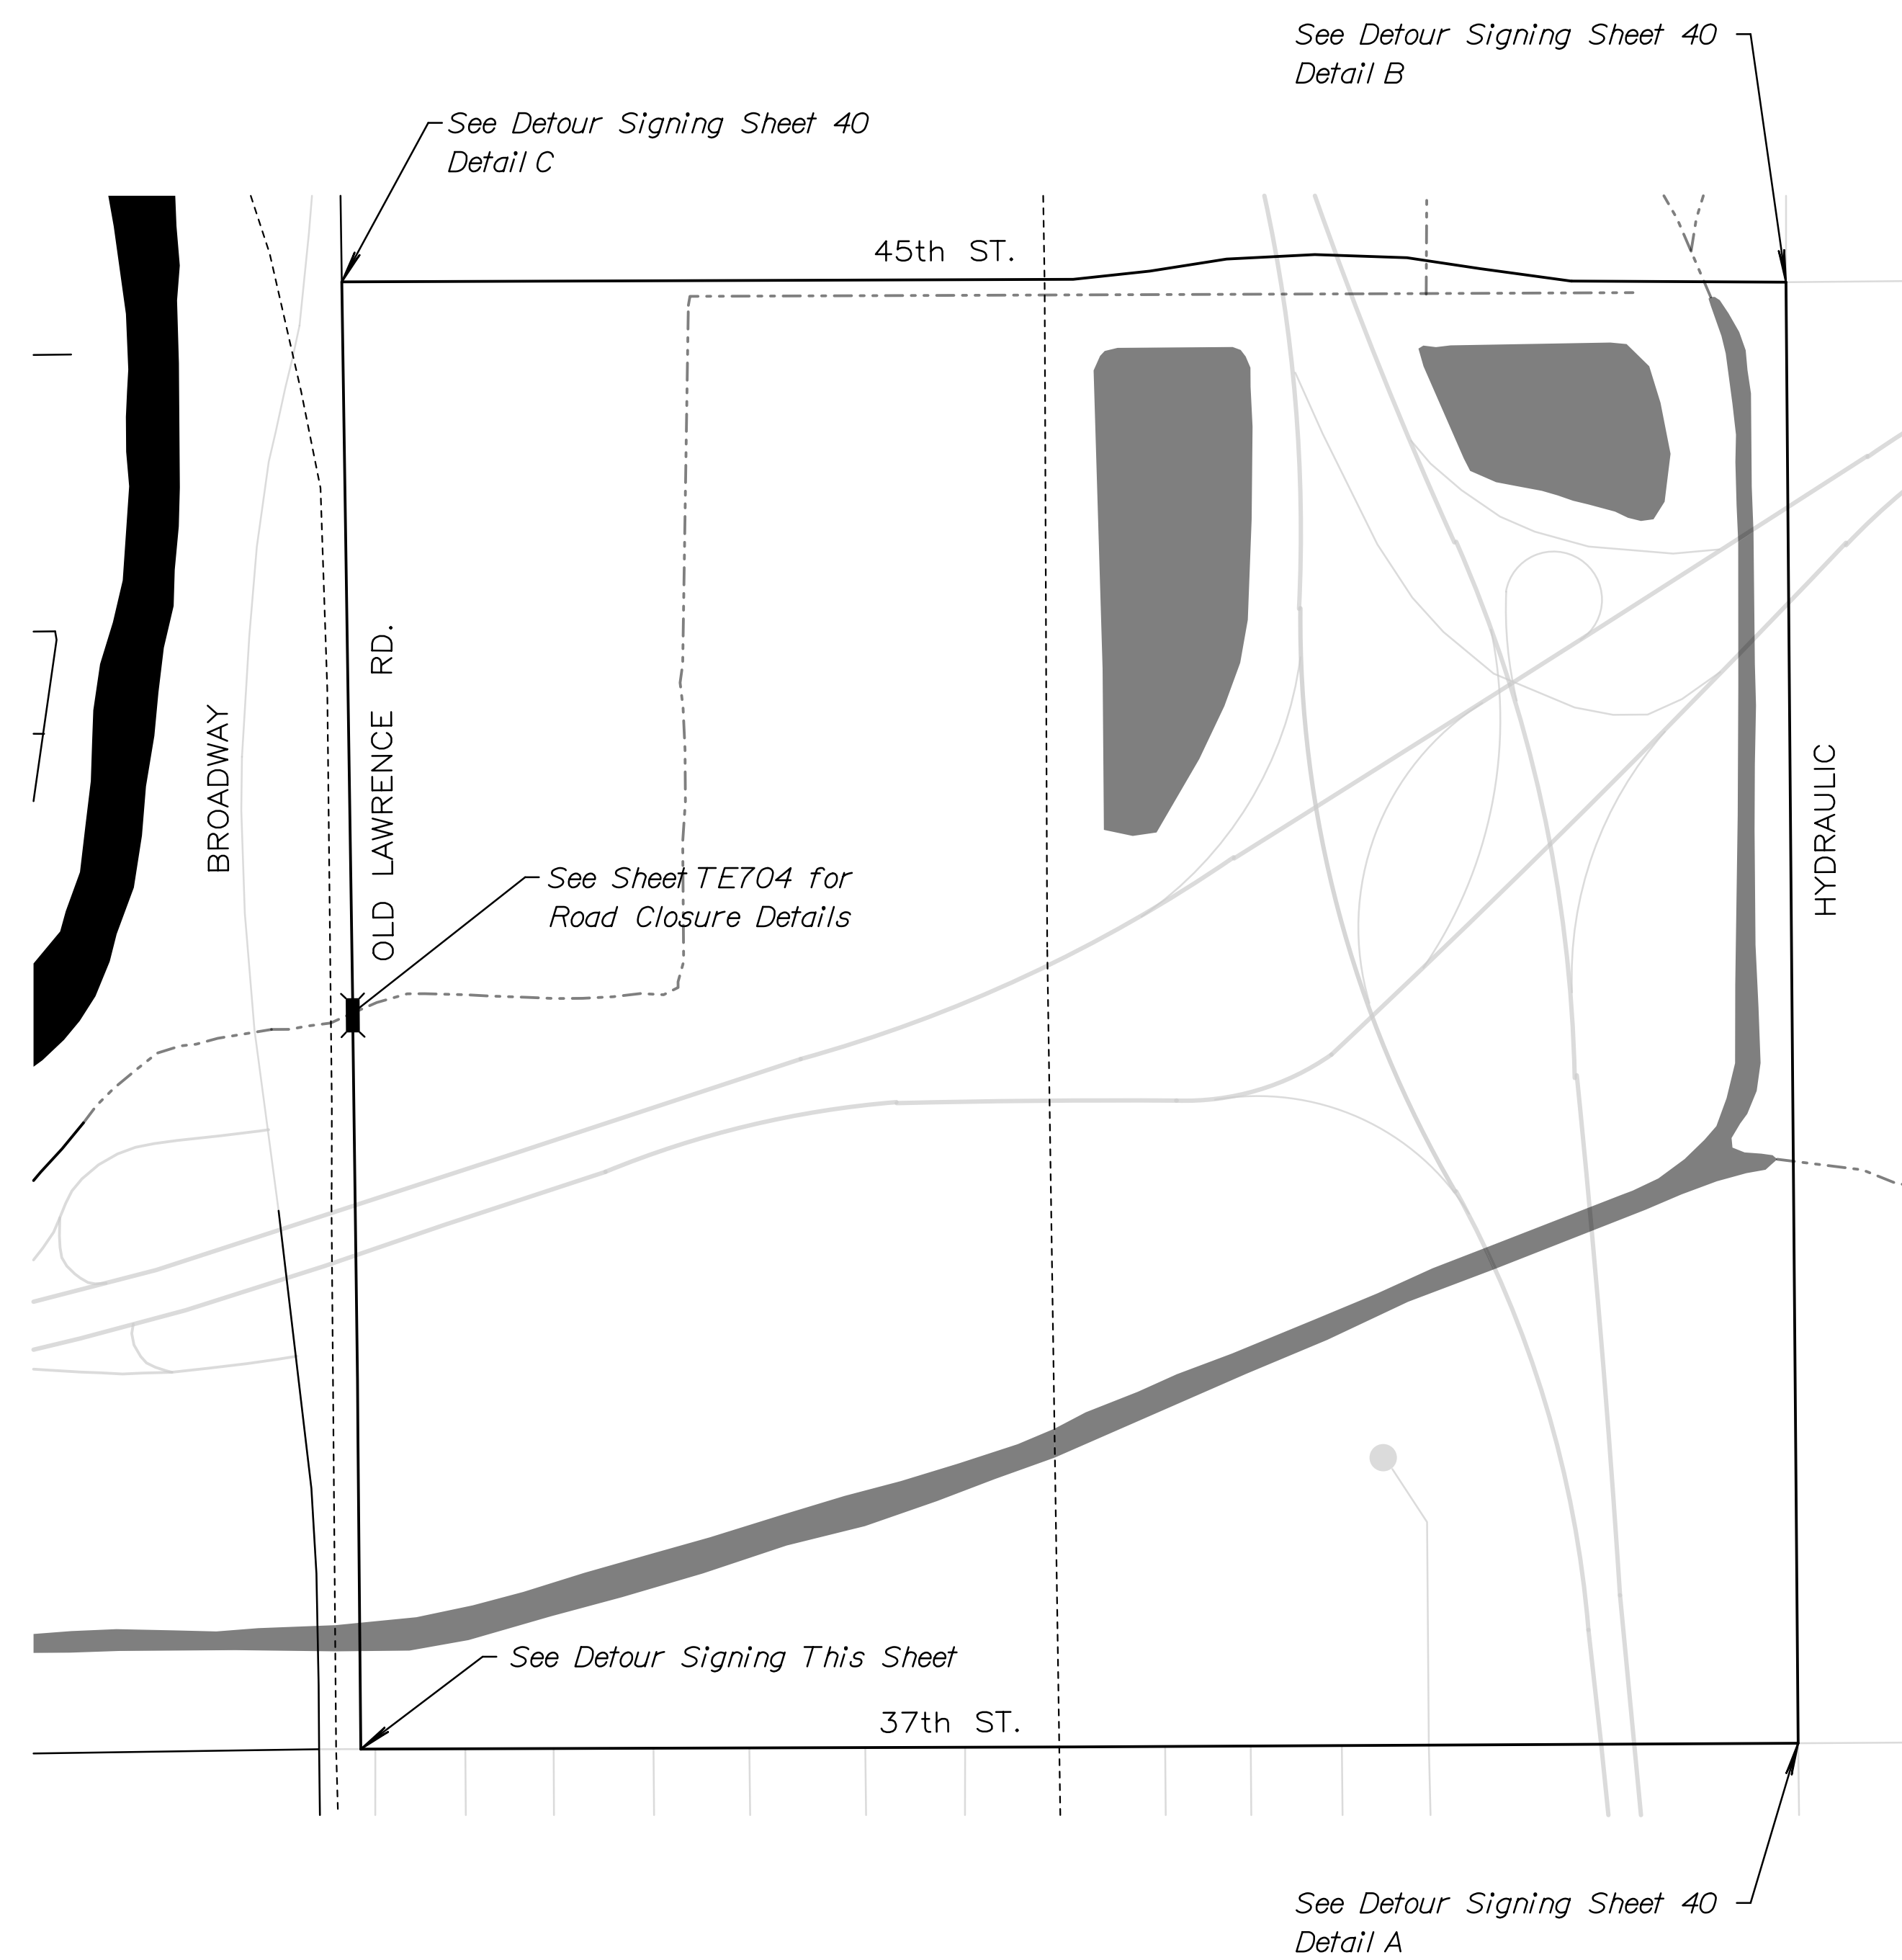 See Detour Signing Sheet 40
Detail B
See Detour Signing Sheet 40
Detail C
45th ST.
BROADWAY
OLD LAWRENCE RD.
HYDRAULIC
See Sheet TE704 for
Road Closure Details
See Detour Signing This Sheet
37th ST.
See Detour Signing Sheet 40
Detail A